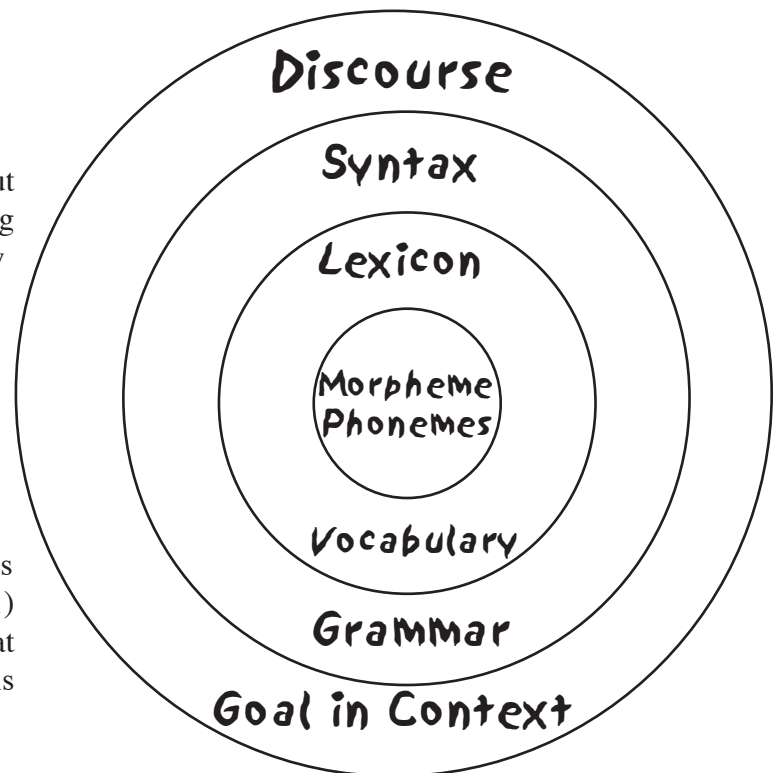 Discourse
Syntax
Lexicon
Morpheme
Phonemes
Vocabulary
Grammar
Goal in Context